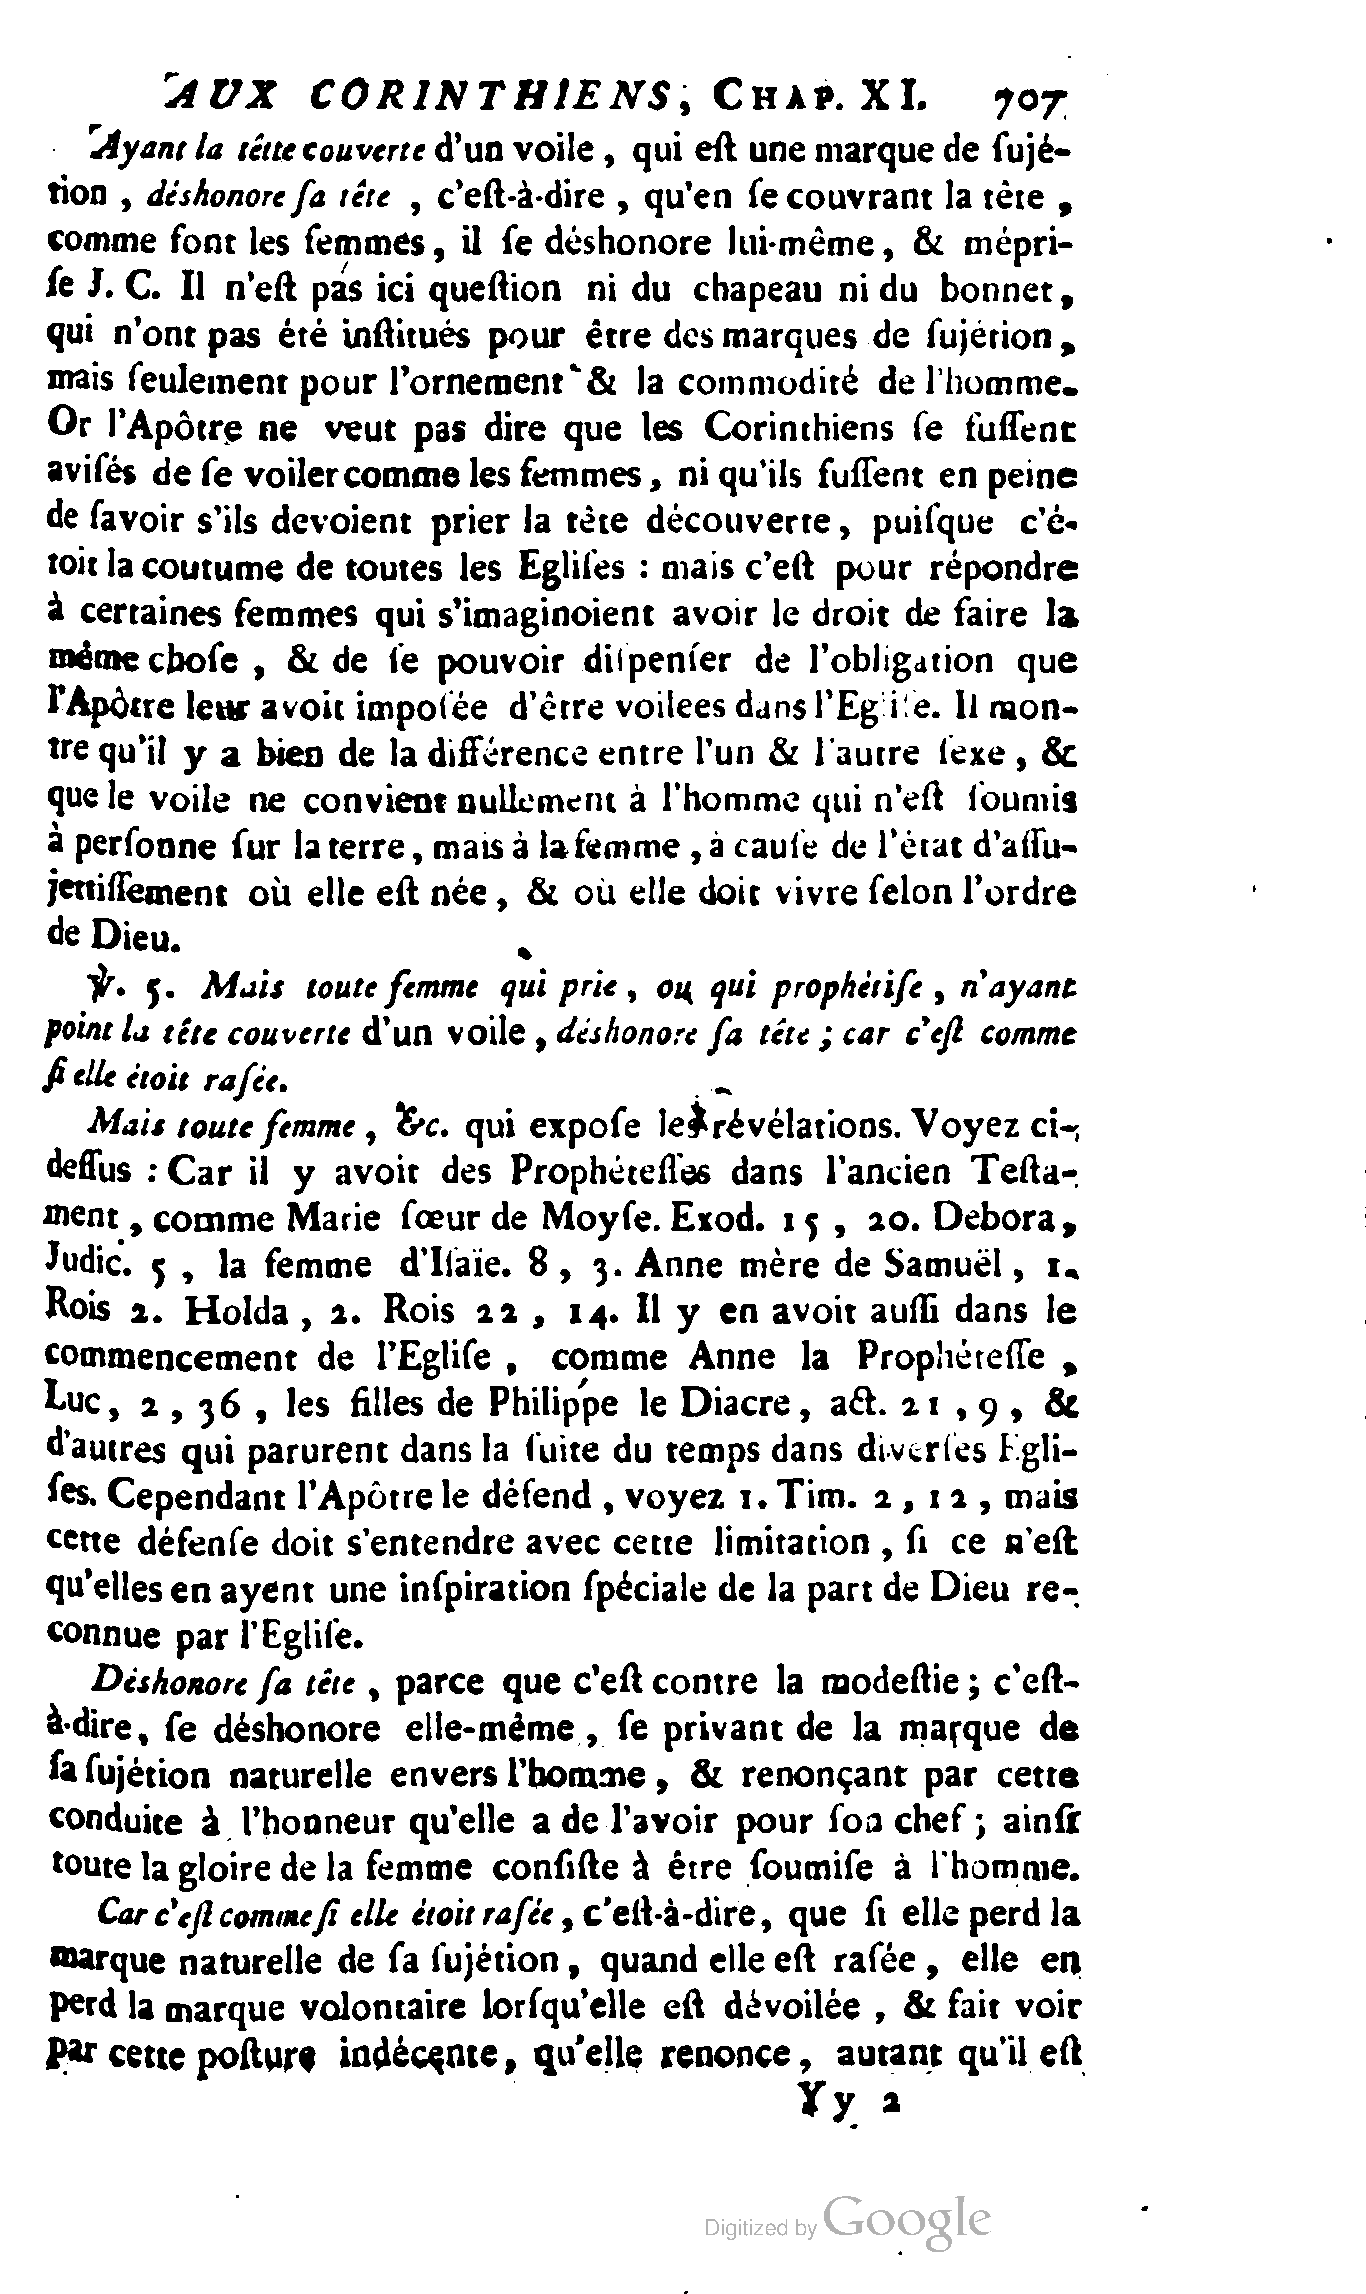 AUX CORINTHIENS, CHAP. XI. 707
Ayant la têtte couverte d'un voile, qui eſt une marque de ſujé-
tion, déshonore ſa tête, c'eſt-à-dire, qu'en ſe couvrant la tête,
comme font les femmes, il ſe déshonore lui-même, & mépri-
ſe J. C. Il n'eſt pas ici queſtion ni du chapeau ni du bonnet,
qui n'ont pas été inſtitués pour être des marques de ſujétion,
mais ſeulement pour l'ornement & la commodité de l'homme.
Or l'Apôtre ne veut pas dire que les Corinthiens ſe fuſſent
aviſés de ſe voiler comme les femmes, ni qu'ils fuſſent en peine
de ſavoir s'ils devoient prier la tête découverte, puiſque c'é-
toit la coutume de toutes les Egliſes : mais c'eſt pour répondre
à certaines femmes qui s'imaginoient avoir le droit de faire la
même choſe, & de ſe pouvoir diſpenſer de l'obligation que
l'Apôtre leur avoit impoſée d'être voilées dans l'Egliſe. Il mon-
tre qu'il y a bien de la différence entre l'un & l'autre ſexe, &
que le voile ne convient nullement à l'homme qui n'eſt ſoumis
à perſonne ſur la terre, mais à la femme, à cauſe de l'état d'aſſu-
jettiſſement où elle eſt née, & où elle doit vivre ſelon l'ordre
de Dieu.
℣. 5. Mais toute femme qui prie, ou qui prophétiſe, n'ayant
point la tête couverte d'un voile, déshonore ſa tête ; car c'eſt comme
ſi elle étoit raſée.
Mais toute femme, &c. qui expoſe les révélations. Voyez ci-
deſſus : Car il y avoit des Prophéteſſes dans l'ancien Teſta-
ment, comme Marie ſœur de Moyſe. Exod. 15, 20. Debora,
Judic. 5, la femme d'Iſaïe. 8, 3. Anne mère de Samuël, 1.
Rois 2. Holda, 2. Rois 22, 14. Il y en avoit auſſi dans le
commencement de l'Egliſe, comme Anne la Prophéteſſe,
Luc, 2, 36, les filles de Philippe le Diacre, act. 21, 9, &
d'autres qui parurent dans la ſuite du temps dans diverſes Egli-
ſes. Cependant l'Apôtre le défend, voyez 1. Tim. 2, 12, mais
cette défenſe doit s'entendre avec cette limitation, ſi ce n'eſt
qu'elles en ayent une inſpiration ſpéciale de la part de Dieu re-
connue par l'Egliſe.
Déshonore ſa tête, parce que c'eſt contre la modeſtie ; c'eſt-
à-dire, ſe déshonore elle-même, ſe privant de la marque de
ſa ſujétion naturelle envers l'homme, & renonçant par cette
conduite à l'honneur qu'elle a de l'avoir pour ſon chef ; ainſi
toute la gloire de la femme conſiſte à être ſoumiſe à l'homme.
Car c'eſt comme ſi elle étoit raſée, c'eſt-à-dire, que ſi elle perd la
marque naturelle de ſa ſujétion, quand elle eſt raſée, elle en
perd la marque volontaire lorſqu'elle eſt dévoilée, & fait voir
par cette poſture indécente, qu'elle renonce, autant qu'il eſt
Yy 2
Digitized by Google